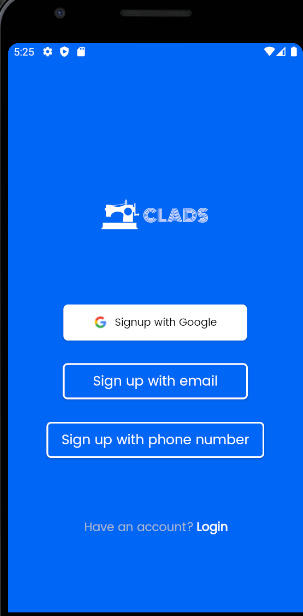 5:25
CLADS
Signup with Google
Sign up with email
Sign up with phone number
Have an account? Login